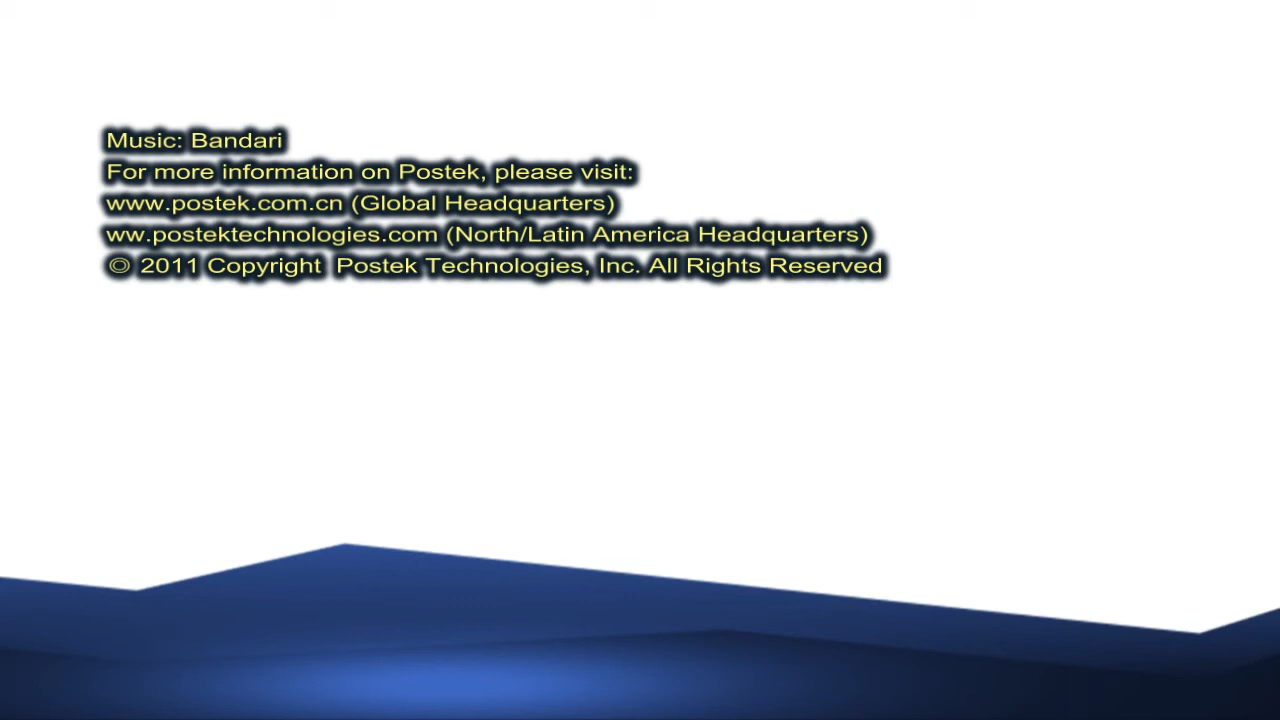 Music: Bandari
For more information on Postek, please visit:
www.postek.com.cn (Global Headquarters)
ww.postektechnologies.com (North/Latin America Headquarters)
© 2011 Copyright  Postek Technologies, Inc. All Rights Reserved